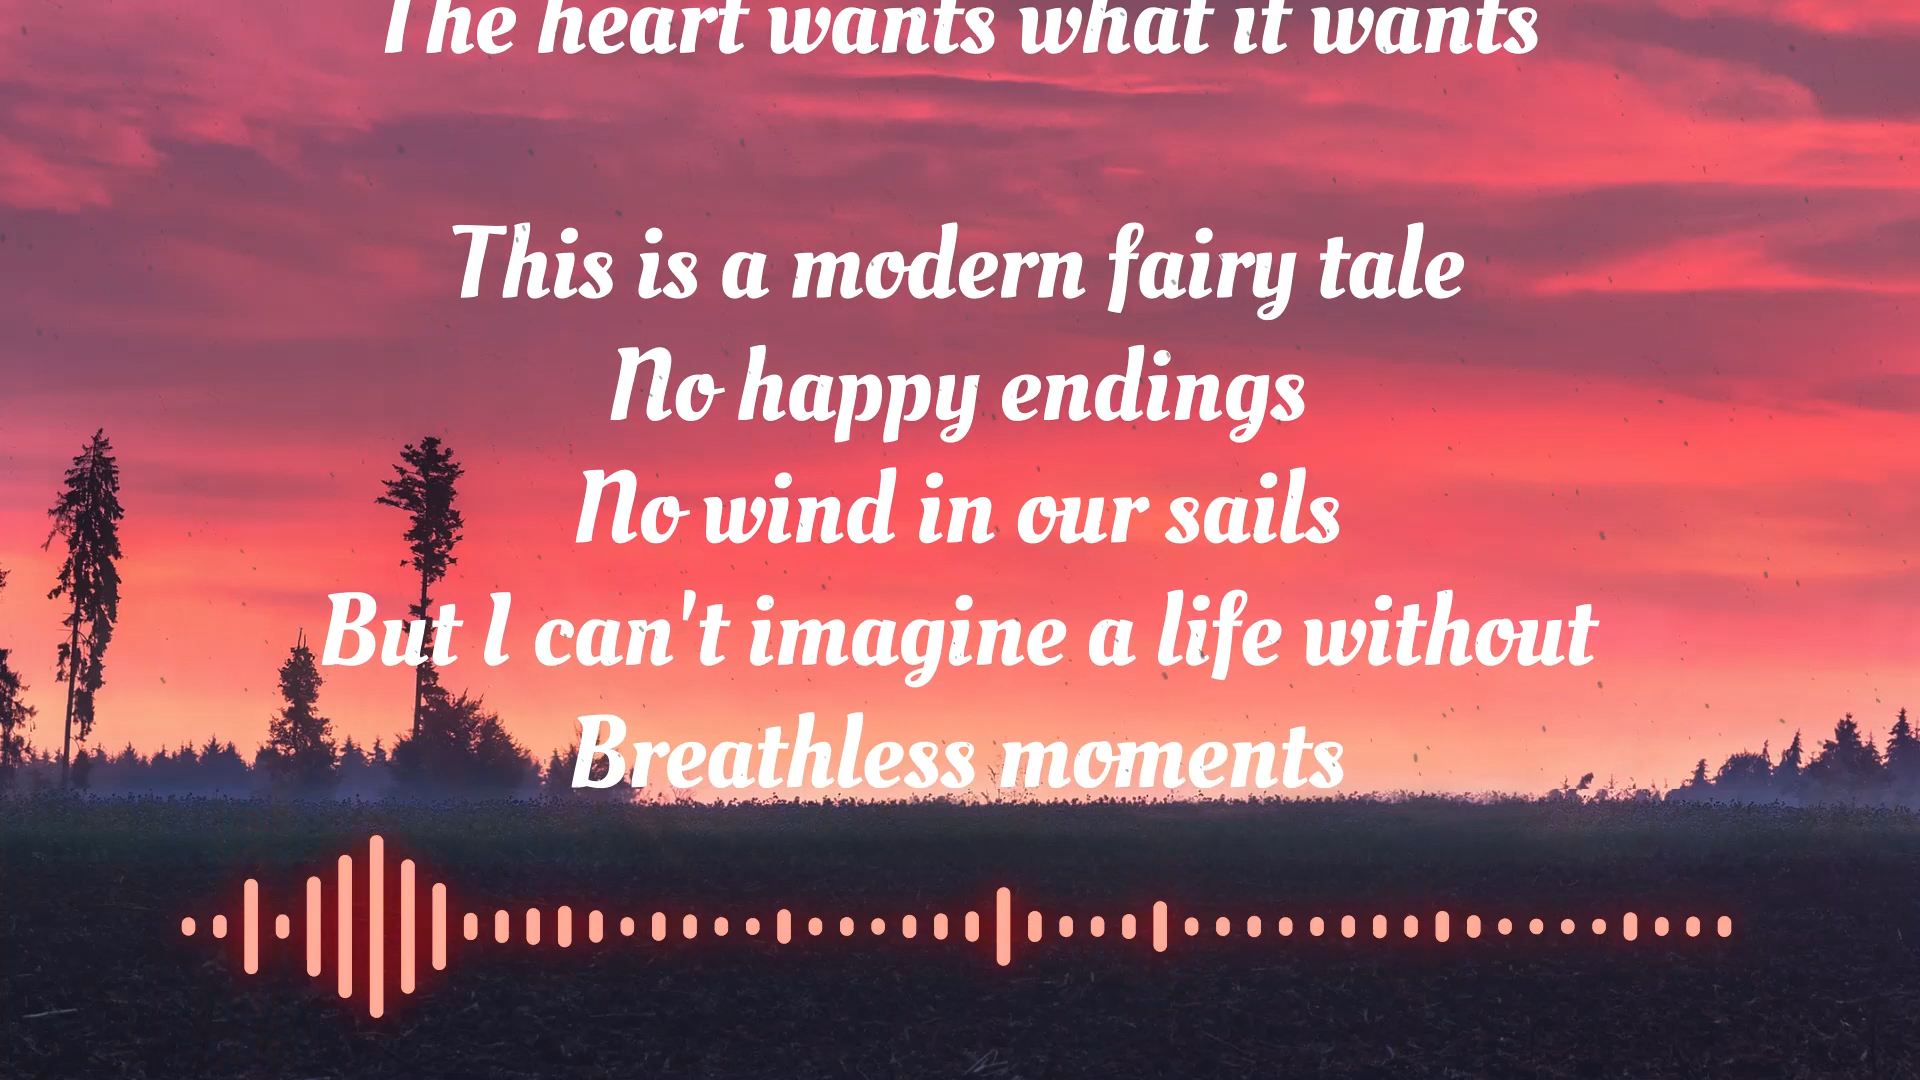 The heart wants what it wants
This is a modern fairy tale
No happy endings
No wind in our sails
But I can't imagine a life without
Breathless moments